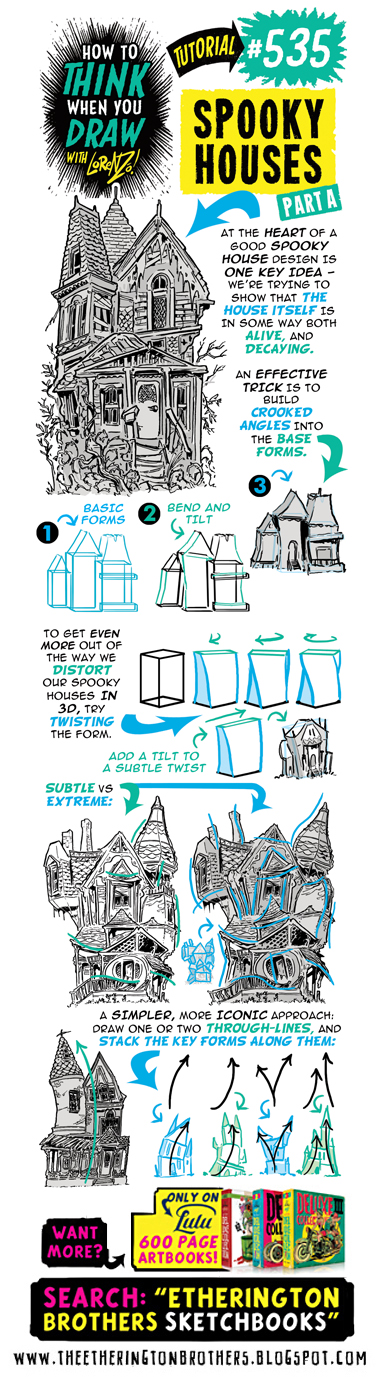 HOW TO
THINK
WHEN YOU
DRAW
WITH LORENZO!
TUTORIAL
#535
SPOOKY
HOUSES
PART A
AT THE HEART OF A
GOOD SPOOKY
HOUSE DESIGN IS
ONE KEY IDEA –
WE'RE TRYING TO
SHOW THAT THE
HOUSE ITSELF IS
IN SOME WAY BOTH
ALIVE, AND
DECAYING.
AN EFFECTIVE
TRICK IS TO
BUILD
CROOKED
ANGLES INTO
THE BASE
FORMS.
1
BASIC
FORMS
2
BEND AND
TILT
3
TO GET EVEN
MORE OUT OF
THE WAY WE
DISTORT
OUR SPOOKY
HOUSES IN
3D, TRY
TWISTING
THE FORM.
ADD A TILT TO
A SUBTLE TWIST
SUBTLE VS
EXTREME:
A SIMPLER, MORE ICONIC APPROACH:
DRAW ONE OR TWO THROUGH-LINES, AND
STACK THE KEY FORMS ALONG THEM:
WANT
MORE?
ONLY ON
Lulu
600 PAGE
ARTBOOKS!
SEARCH: "ETHERINGTON
BROTHERS SKETCHBOOKS"
WWW.THEETHERINGTONBROTHERS.BLOGSPOT.COM